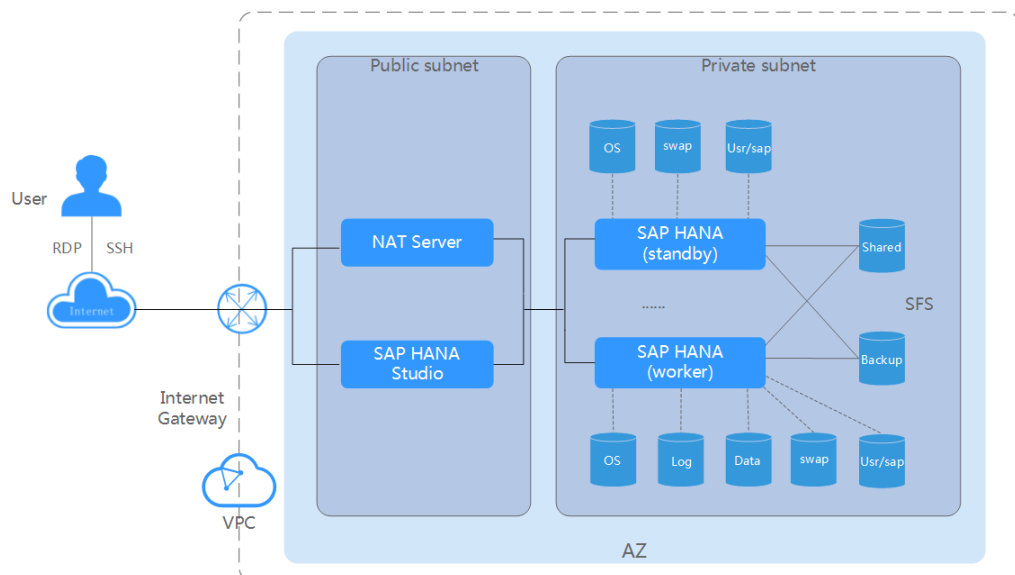 Public subnet
Private subnet
OS
swap
Usr/sap
User
RDP
SSH
Internet
NAT Server
SAP HANA
(standby)
Shared
......
SFS
SAP HANA
Studio
SAP HANA
(worker)
Backup
Internet
Gateway
OS
Log
Data
swap
Usr/sap
VPC
AZ